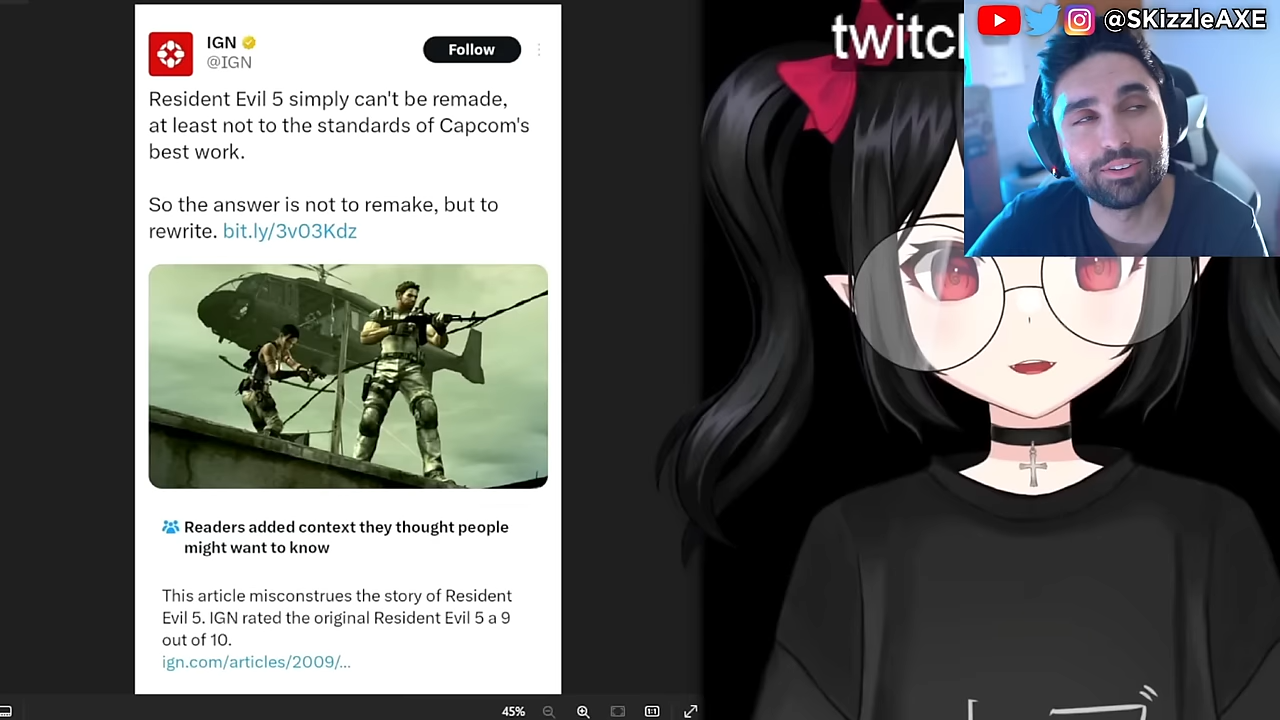 IGN
@IGN
Follow
Resident Evil 5 simply can't be remade,
at least not to the standards of Capcom's
best work.
So the answer is not to remake, but to
rewrite. bit.ly/3v03Kdz
Readers added context they thought people
might want to know
This article misconstrues the story of Resident
Evil 5. IGN rated the original Resident Evil 5 a 9
out of 10.
ign.com/articles/2009/...
45%
1:1
twitc
@SKizzleAXE